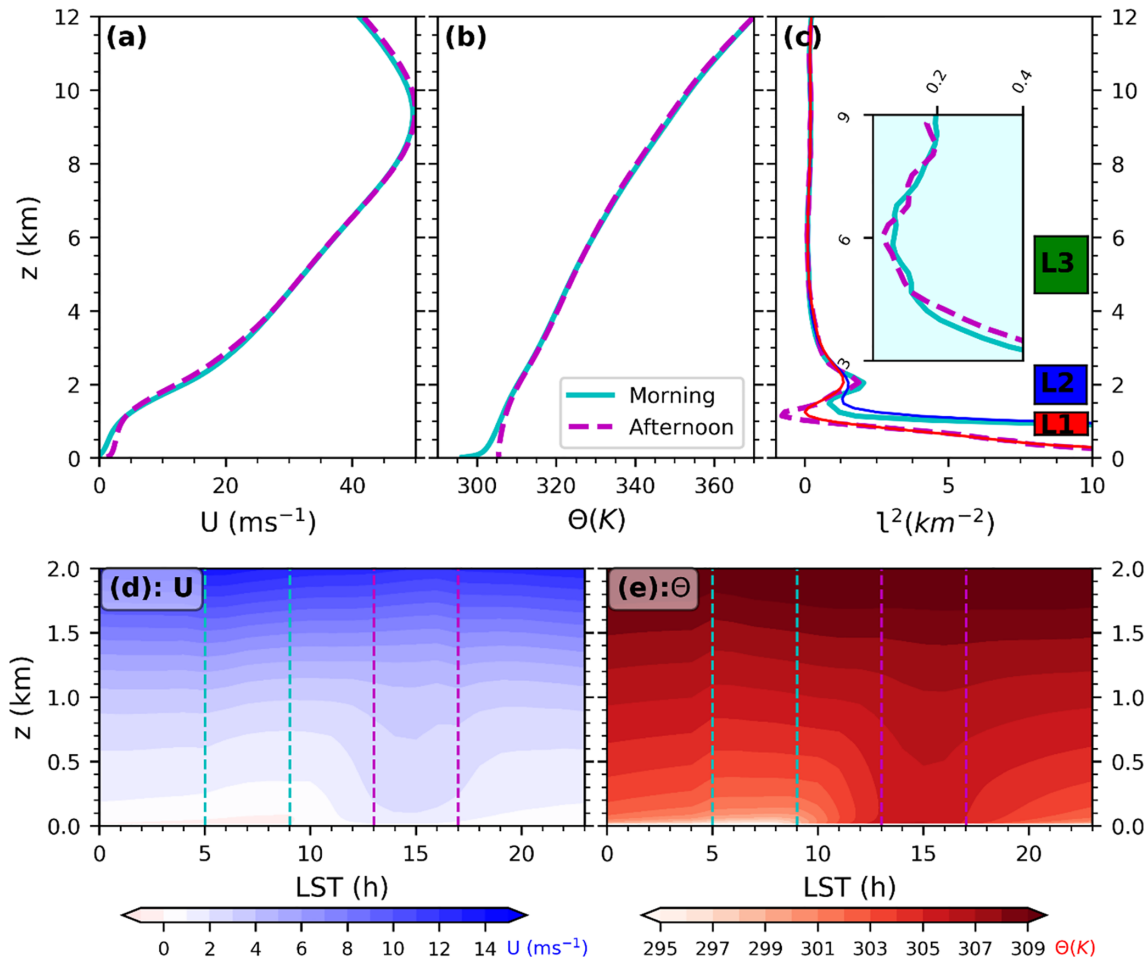 (a)
(b)
(c)
12
10
8
6
4
2
0
z (km)
0
20
40
U (ms⁻¹)
300
320
340
360
Θ(K)
Morning
Afternoon
0.2
0.4
9
6
3
L3
L2
L1
0
5
10
l²(km⁻²)
12
10
8
6
4
2
0
(d): U
2.0
1.5
1.0
0.5
0.0
z (km)
0
5
10
15
20
LST (h)
(e):Θ
0
5
10
15
20
LST (h)
2.0
1.5
1.0
0.5
0.0
0 2 4 6 8 10 12 14 U (ms⁻¹)
295 297 299 301 303 305 307 309 Θ(K)